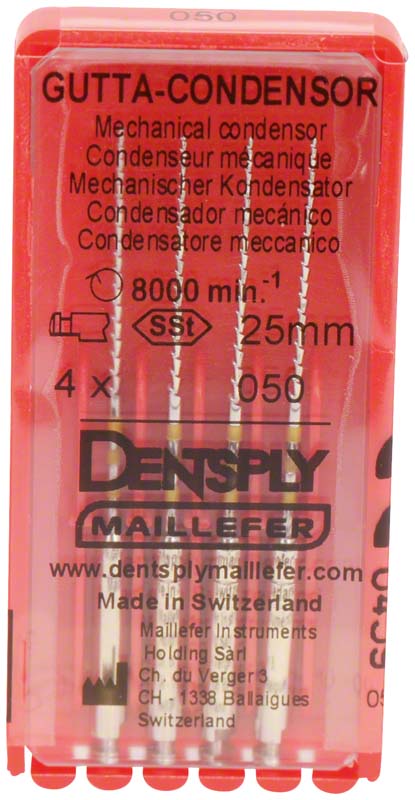 050
GUTTA-CONDENSOR
Mechanical condensor
Condenseur mécanique
Mechanischer Kondensator
Condensador mecánico
Condensatore meccanico
8000 min.-1
SSt 25mm
4 x 050
DENTSPLY
MAILLEFER
www.dentsplymaillefer.com
Made in Switzerland
Maillefer Instruments
Holding Sàrl
Ch. du Verger 3
CH - 1338 Ballaigues
Switzerland